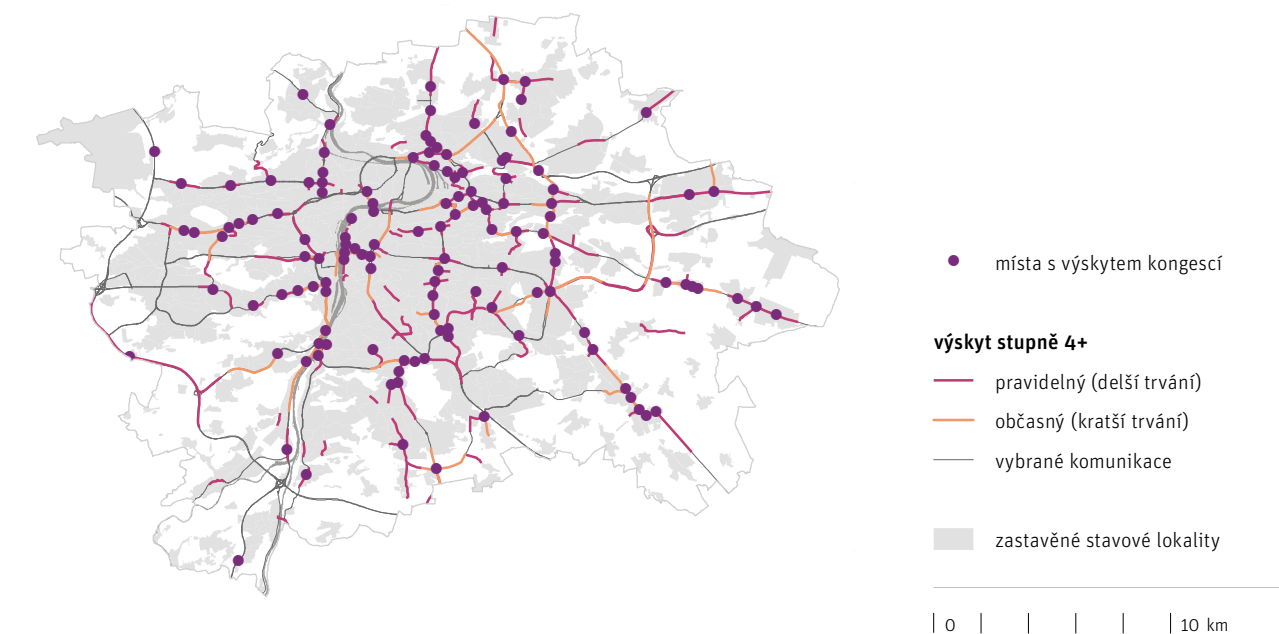 místa s výskytem kongescí
výskyt stupně 4+
pravidelný (delší trvání)
občasný (kratší trvání)
vybrané komunikace
zastavěné stavové lokality
0 10 km